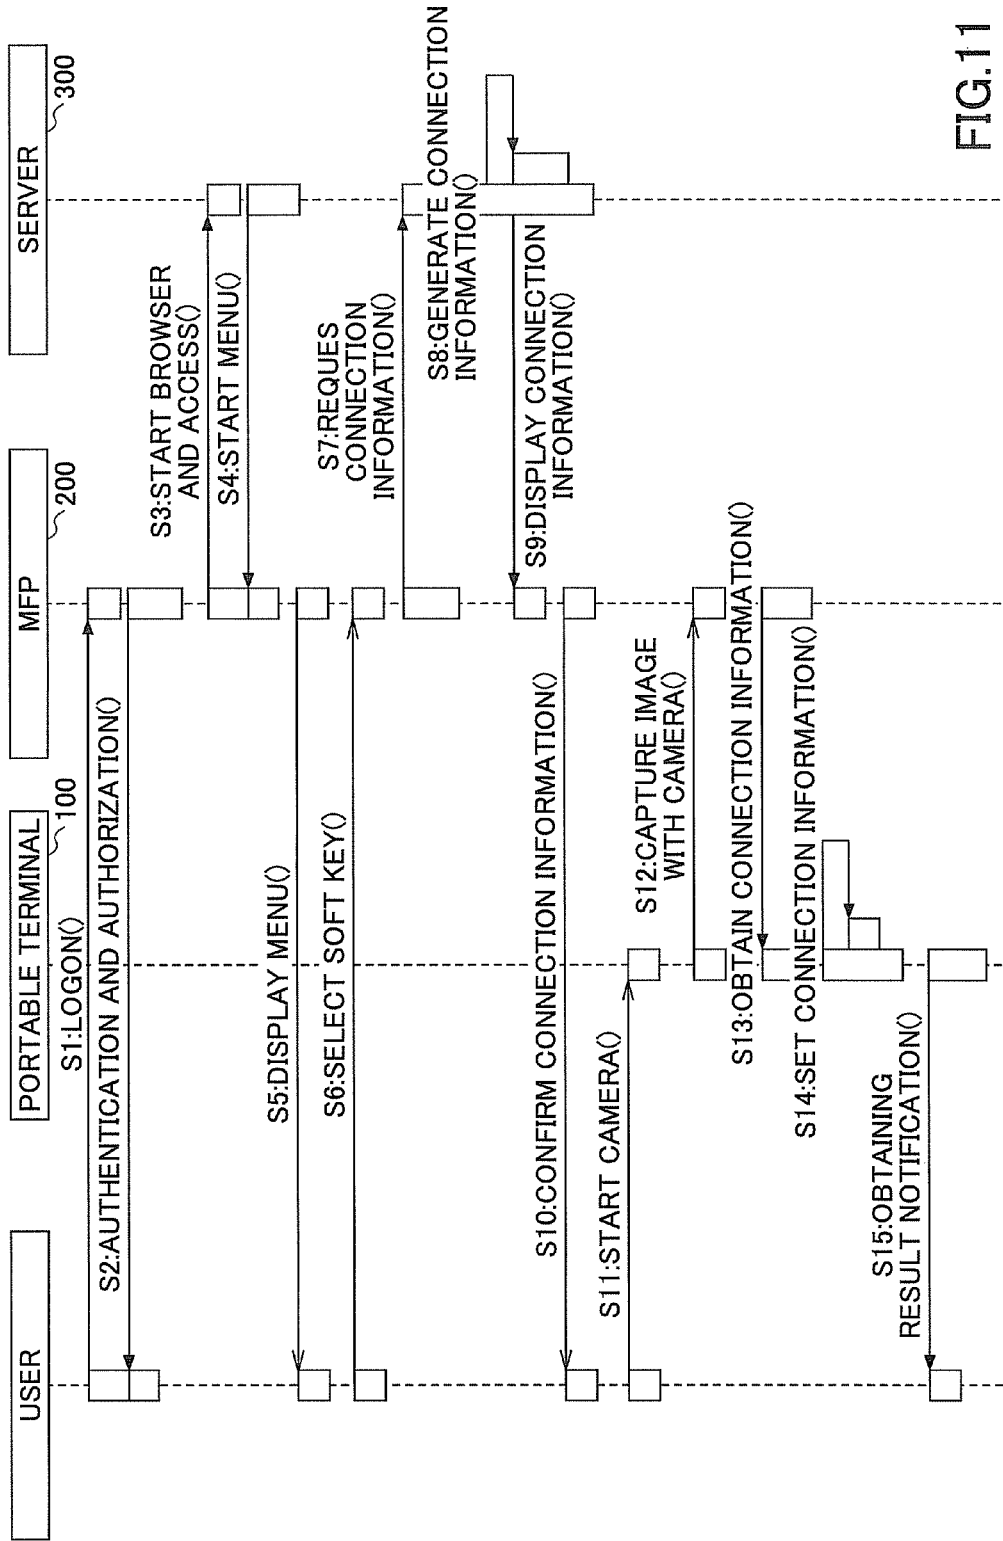 USER
PORTABLE TERMINAL
100
MFP
200
SERVER
300
S1:LOGON()
S2:AUTHENTICATION AND AUTHORIZATION()
S3:START BROWSER
AND ACCESS()
S4:START MENU()
S5:DISPLAY MENU()
S6:SELECT SOFT KEY()
S7:REQUES
CONNECTION
INFORMATION()
S8:GENERATE CONNECTION
INFORMATION()
S9:DISPLAY CONNECTION
INFORMATION()
S10:CONFIRM CONNECTION INFORMATION()
S11:START CAMERA()
S12:CAPTURE IMAGE
WITH CAMERA()
S13:OBTAIN CONNECTION INFORMATION()
S14:SET CONNECTION INFORMATION()
S15:OBTAINING
RESULT NOTIFICATION()
FIG.11